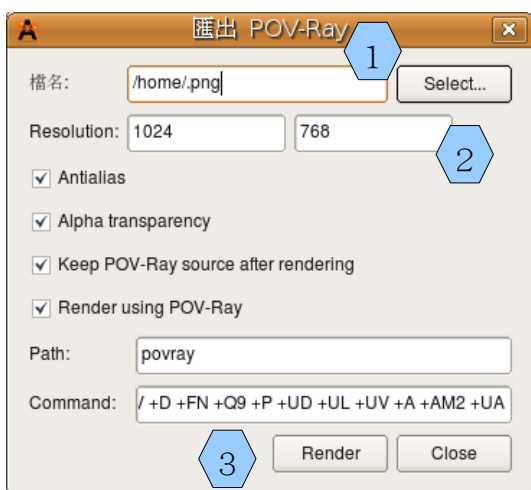 匯出 POV-Ray
1
檔名: /home/.png Select...
Resolution: 1024 768
2
Antialias
Alpha transparency
Keep POV-Ray source after rendering
Render using POV-Ray
Path: povray
Command: / +D +FN +Q9 +P +UD +UL +UV +A +AM2 +UA
3 Render Close